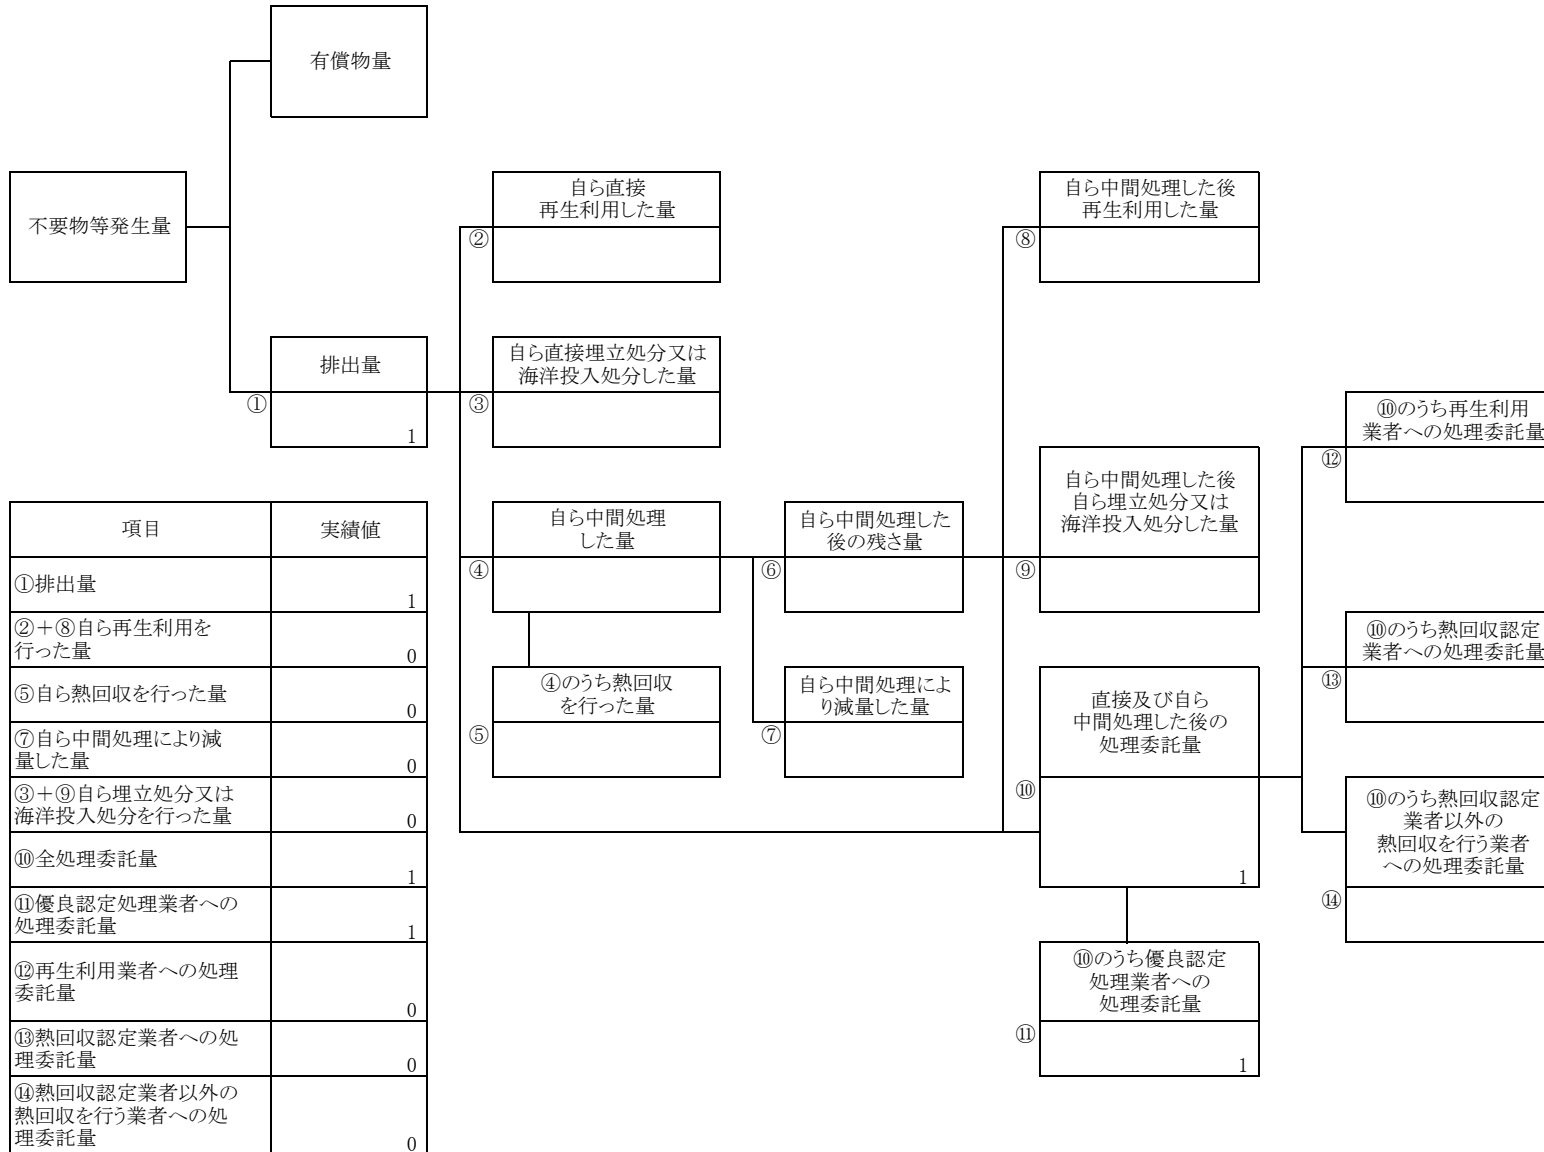 有償物量
不要物等発生量
自ら直接
再生利用した量
②
自ら中間処理した後
再生利用した量
⑧
排出量
①
1
自ら直接埋立処分又は
海洋投入処分した量
③
⑩のうち再生利用
業者への処理委託量
⑫
自ら中間処理
した量
④
自ら中間処理した
後の残さ量
⑥
自ら中間処理した後
自ら埋立処分又は
海洋投入処分した量
⑨
⑩のうち熱回収認定
業者への処理委託量
⑬
④のうち熱回収
を行った量
⑤
自ら中間処理によ
り減量した量
⑦
直接及び自ら
中間処理した後の
処理委託量
⑩
1
⑩のうち熱回収認定
業者以外の
熱回収を行う業者
への処理委託量
⑭
⑩のうち優良認定
処理業者への
処理委託量
⑪
1
項目
実績値
①排出量
1
②+⑧自ら再生利用を
行った量
0
⑤自ら熱回収を行った量
0
⑦自ら中間処理により減
量した量
0
③+⑨自ら埋立処分又は
海洋投入処分を行った量
0
⑩全処理委託量
1
⑪優良認定処理業者への
処理委託量
1
⑫再生利用業者への処理
委託量
0
⑬熱回収認定業者への処
理委託量
0
⑭熱回収認定業者以外の
熱回収を行う業者への処
理委託量
0